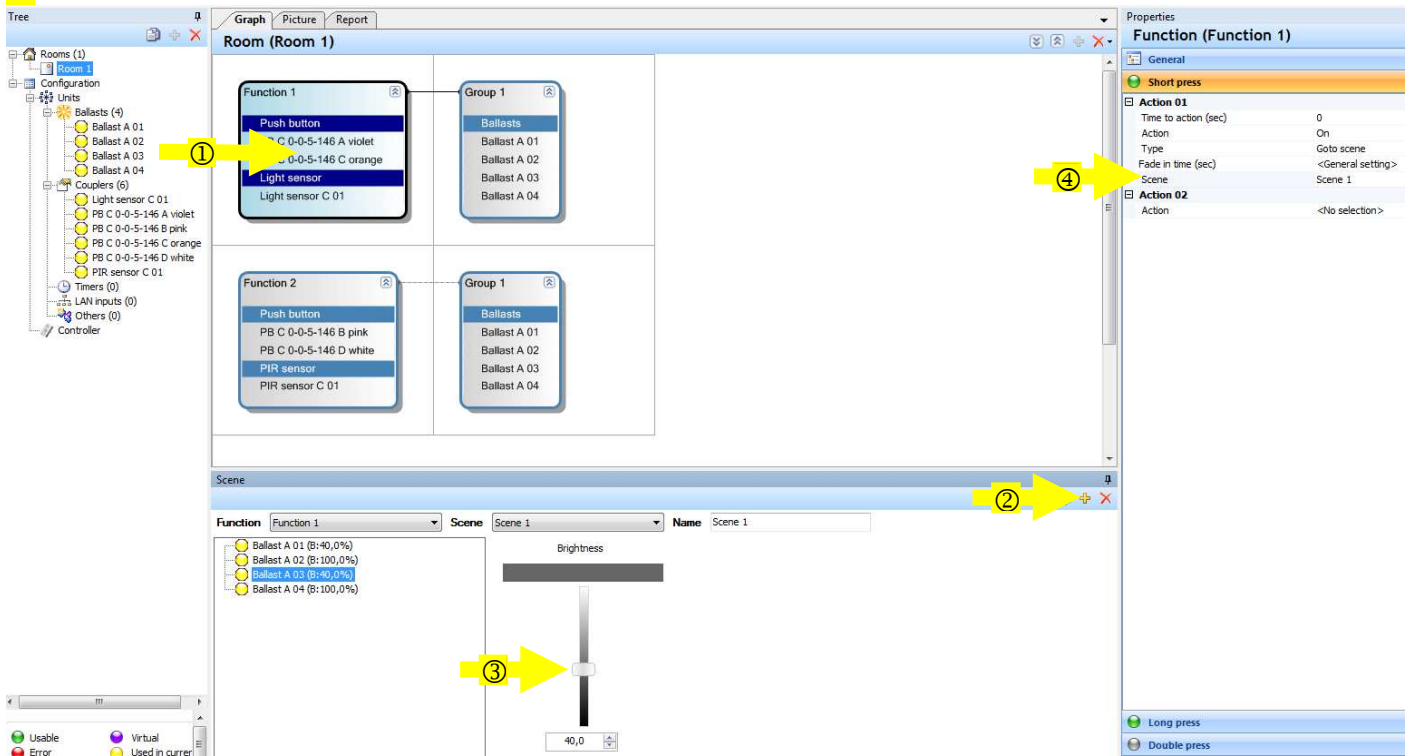 Tree
Rooms (1)
Room 1
Configuration
Units
Ballasts (4)
Ballast A 01
Ballast A 02
Ballast A 03
Ballast A 04
Couplers (6)
Light sensor C 01
PB C 0-0-5-146 A violet
PB C 0-0-5-146 B pink
PB C 0-0-5-146 C orange
PB C 0-0-5-146 D white
PIR sensor C 01
Timers (0)
LAN inputs (0)
Others (0)
Controller
Usable
Virtual
Error
Used in currer
①
Graph
Picture
Report
Room (Room 1)
Function 1
Push button
C 0-0-5-146 A violet
0-0-5-146 C orange
Light sensor
Light sensor C 01
Group 1
Ballasts
Ballast A 01
Ballast A 02
Ballast A 03
Ballast A 04
Function 2
Push button
PB C 0-0-5-146 B pink
PB C 0-0-5-146 D white
PIR sensor
PIR sensor C 01
Group 1
Ballasts
Ballast A 01
Ballast A 02
Ballast A 03
Ballast A 04
Scene
②
Function
Function 1
Scene
Scene 1
Name
Scene 1
Ballast A 01 (B:40,0%)
Ballast A 02 (B:100,0%)
Ballast A 03 (B:40,0%)
Ballast A 04 (B:100,0%)
Brightness
③
40,0
Properties
Function (Function 1)
General
Short press
Action 01
Time to action (sec) 0
Action On
Type Goto scene
Fade in time (sec) <General setting>
④
Scene Scene 1
Action 02
Action <No selection>
Long press
Double press